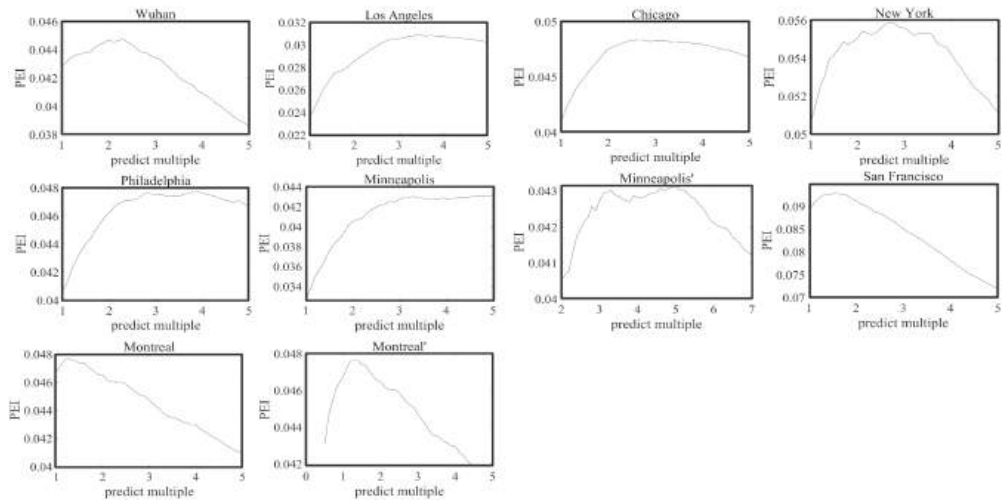 Wuhan
0.046
0.044
0.042
0.04
0.038
PEI
1 2 3 4 5
predict multiple
Los Angeles
0.032
0.03
0.028
0.026
0.024
0.022
PEI
1 2 3 4 5
predict multiple
Chicago
0.05
0.045
0.04
PEI
1 2 3 4 5
predict multiple
New York
0.056
0.054
0.052
0.05
PEI
1 2 3 4 5
predict multiple
Philadelphia
0.048
0.046
0.044
0.042
0.04
PEI
1 2 3 4 5
predict multiple
Minneapolis
0.044
0.042
0.04
0.038
0.036
0.034
PEI
1 2 3 4 5
predict multiple
Minneapolis'
0.043
0.042
0.041
0.04
PEI
2 3 4 5 6 7
predict multiple
San Francisco
0.09
0.085
0.08
0.075
0.07
PEI
1 2 3 4 5
predict multiple
Montreal
0.048
0.046
0.044
0.042
0.04
PEI
1 2 3 4 5
predict multiple
Montreal'
0.048
0.046
0.044
0.042
PEI
0 1 2 3 4 5
predict multiple